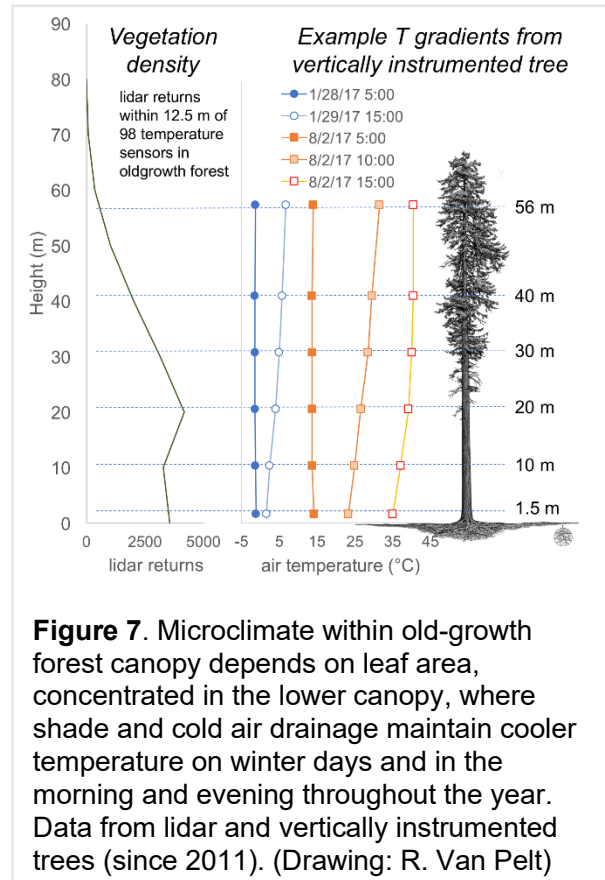 Vegetation
density
lidar returns
within 12.5 m of
98 temperature
sensors in
oldgrowth forest
Example T gradients from
vertically instrumented tree
1/28/17 5:00
1/29/17 15:00
8/2/17 5:00
8/2/17 10:00
8/2/17 15:00
Height (m)
90
80
70
60
50
40
30
20
10
0
56 m
40 m
30 m
20 m
10 m
1.5 m
0 2500 5000
lidar returns
-5 5 15 25 35 45
air temperature (°C)
Figure 7. Microclimate within old-growth
forest canopy depends on leaf area,
concentrated in the lower canopy, where
shade and cold air drainage maintain cooler
temperature on winter days and in the
morning and evening throughout the year.
Data from lidar and vertically instrumented
trees (since 2011). (Drawing: R. Van Pelt)